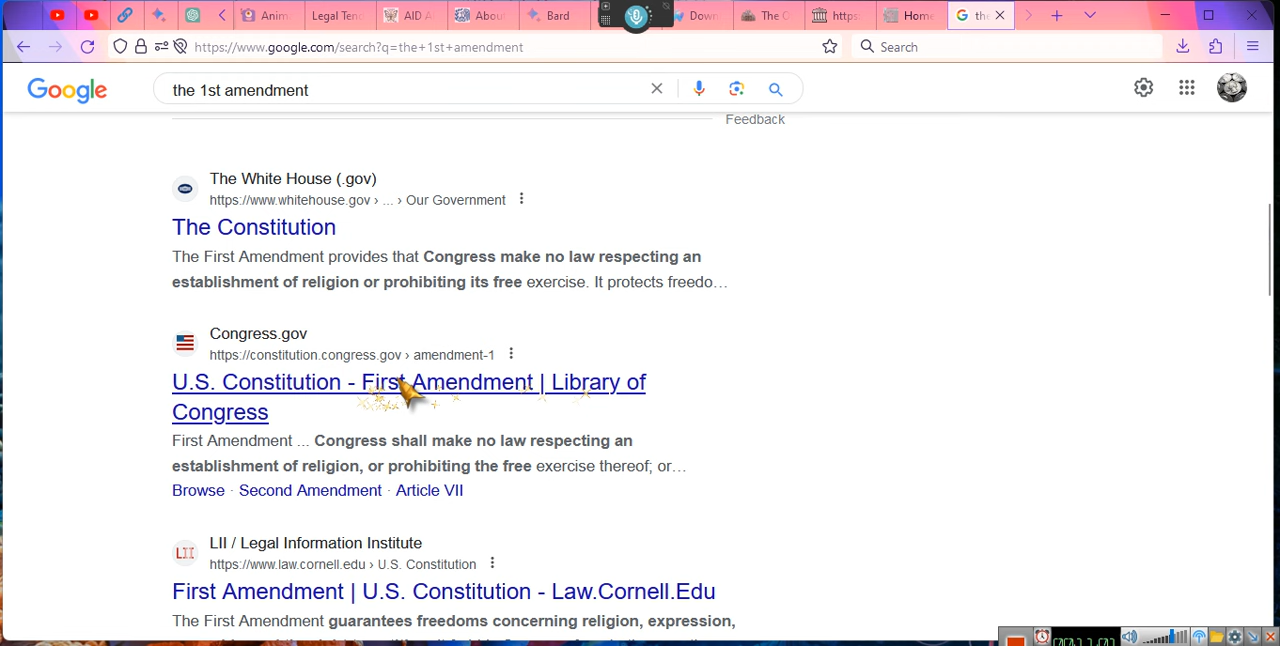 Anim
Legal Tend
AID A
Abou
Bard
Down
The C
https:
Home
the
https://www.google.com/search?q=the+1st+amendment
Search
Google
the 1st amendment
Feedback
The White House (.gov)
https://www.whitehouse.gov › ... › Our Government
The Constitution
The First Amendment provides that Congress make no law respecting an
establishment of religion or prohibiting its free exercise. It protects freedo...
Congress.gov
https://constitution.congress.gov › amendment-1
U.S. Constitution - First Amendment | Library of
Congress
First Amendment ... Congress shall make no law respecting an
establishment of religion, or prohibiting the free exercise thereof; or...
Browse · Second Amendment · Article VII
LII
LII / Legal Information Institute
https://www.law.cornell.edu › U.S. Constitution
First Amendment | U.S. Constitution - Law.Cornell.Edu
The First Amendment guarantees freedoms concerning religion, expression,